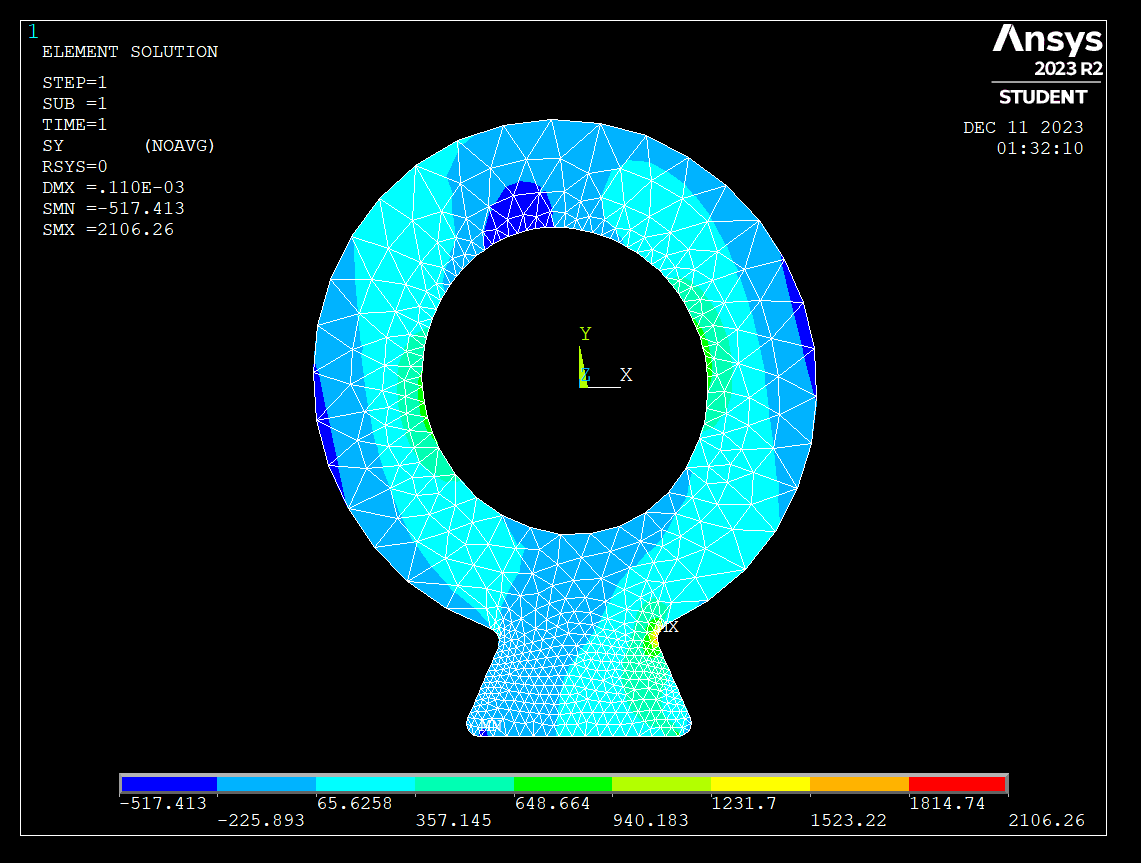 1
ELEMENT SOLUTION
STEP=1
SUB =1
TIME=1
SY (NOAVG)
RSYS=0
DMX =.110E-03
SMN =-517.413
SMX =2106.26
Ansys
2023 R2
STUDENT
DEC 11 2023
01:32:10
Y
Z X
MX
MN
-517.413 65.6258 648.664 1231.7 1814.74
-225.893 357.145 940.183 1523.22 2106.26